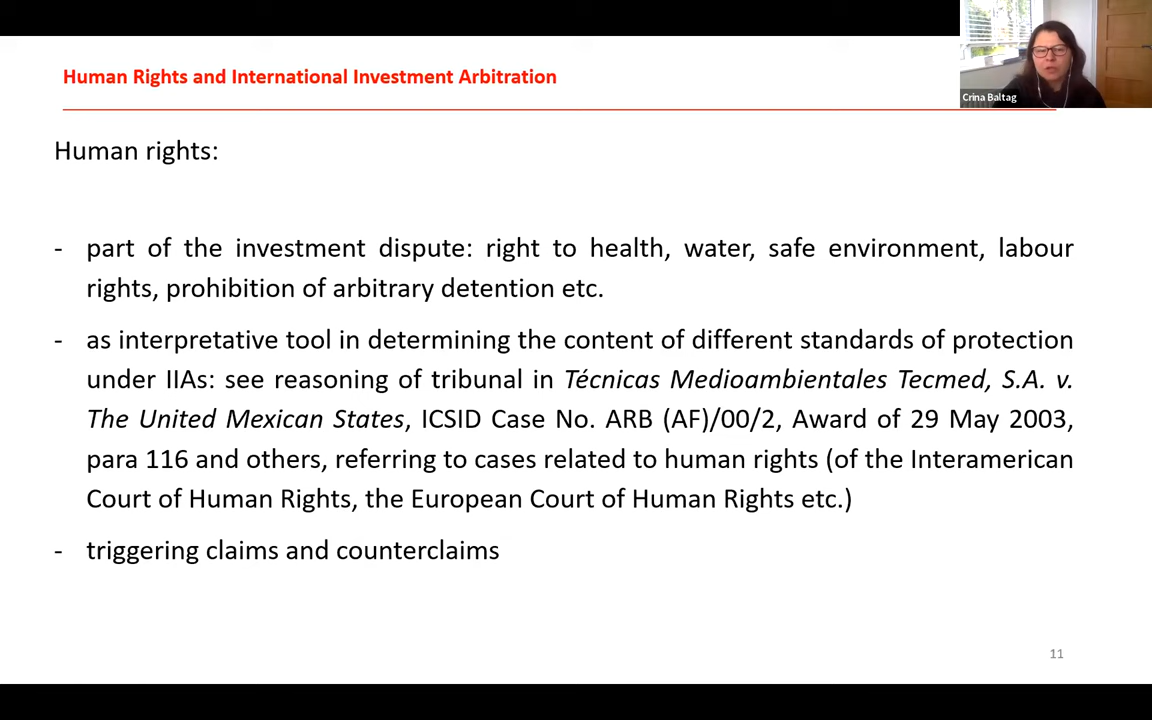 Human Rights and International Investment Arbitration
Crina Baltag
Human rights:
- part of the investment dispute: right to health, water, safe environment, labour
rights, prohibition of arbitrary detention etc.
- as interpretative tool in determining the content of different standards of protection
under IIAs: see reasoning of tribunal in Técnicas Medioambientales Tecmed, S.A. v.
The United Mexican States, ICSID Case No. ARB (AF)/00/2, Award of 29 May 2003,
para 116 and others, referring to cases related to human rights (of the Interamerican
Court of Human Rights, the European Court of Human Rights etc.)
- triggering claims and counterclaims
11